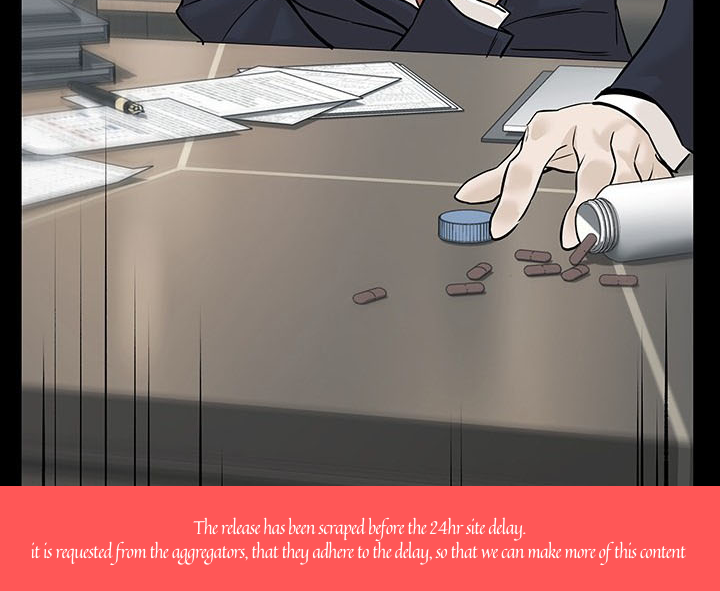 The release has been scraped before the 24hr site delay.
it is requested from the aggregators, that they adhere to the delay, so that we can make more of this content